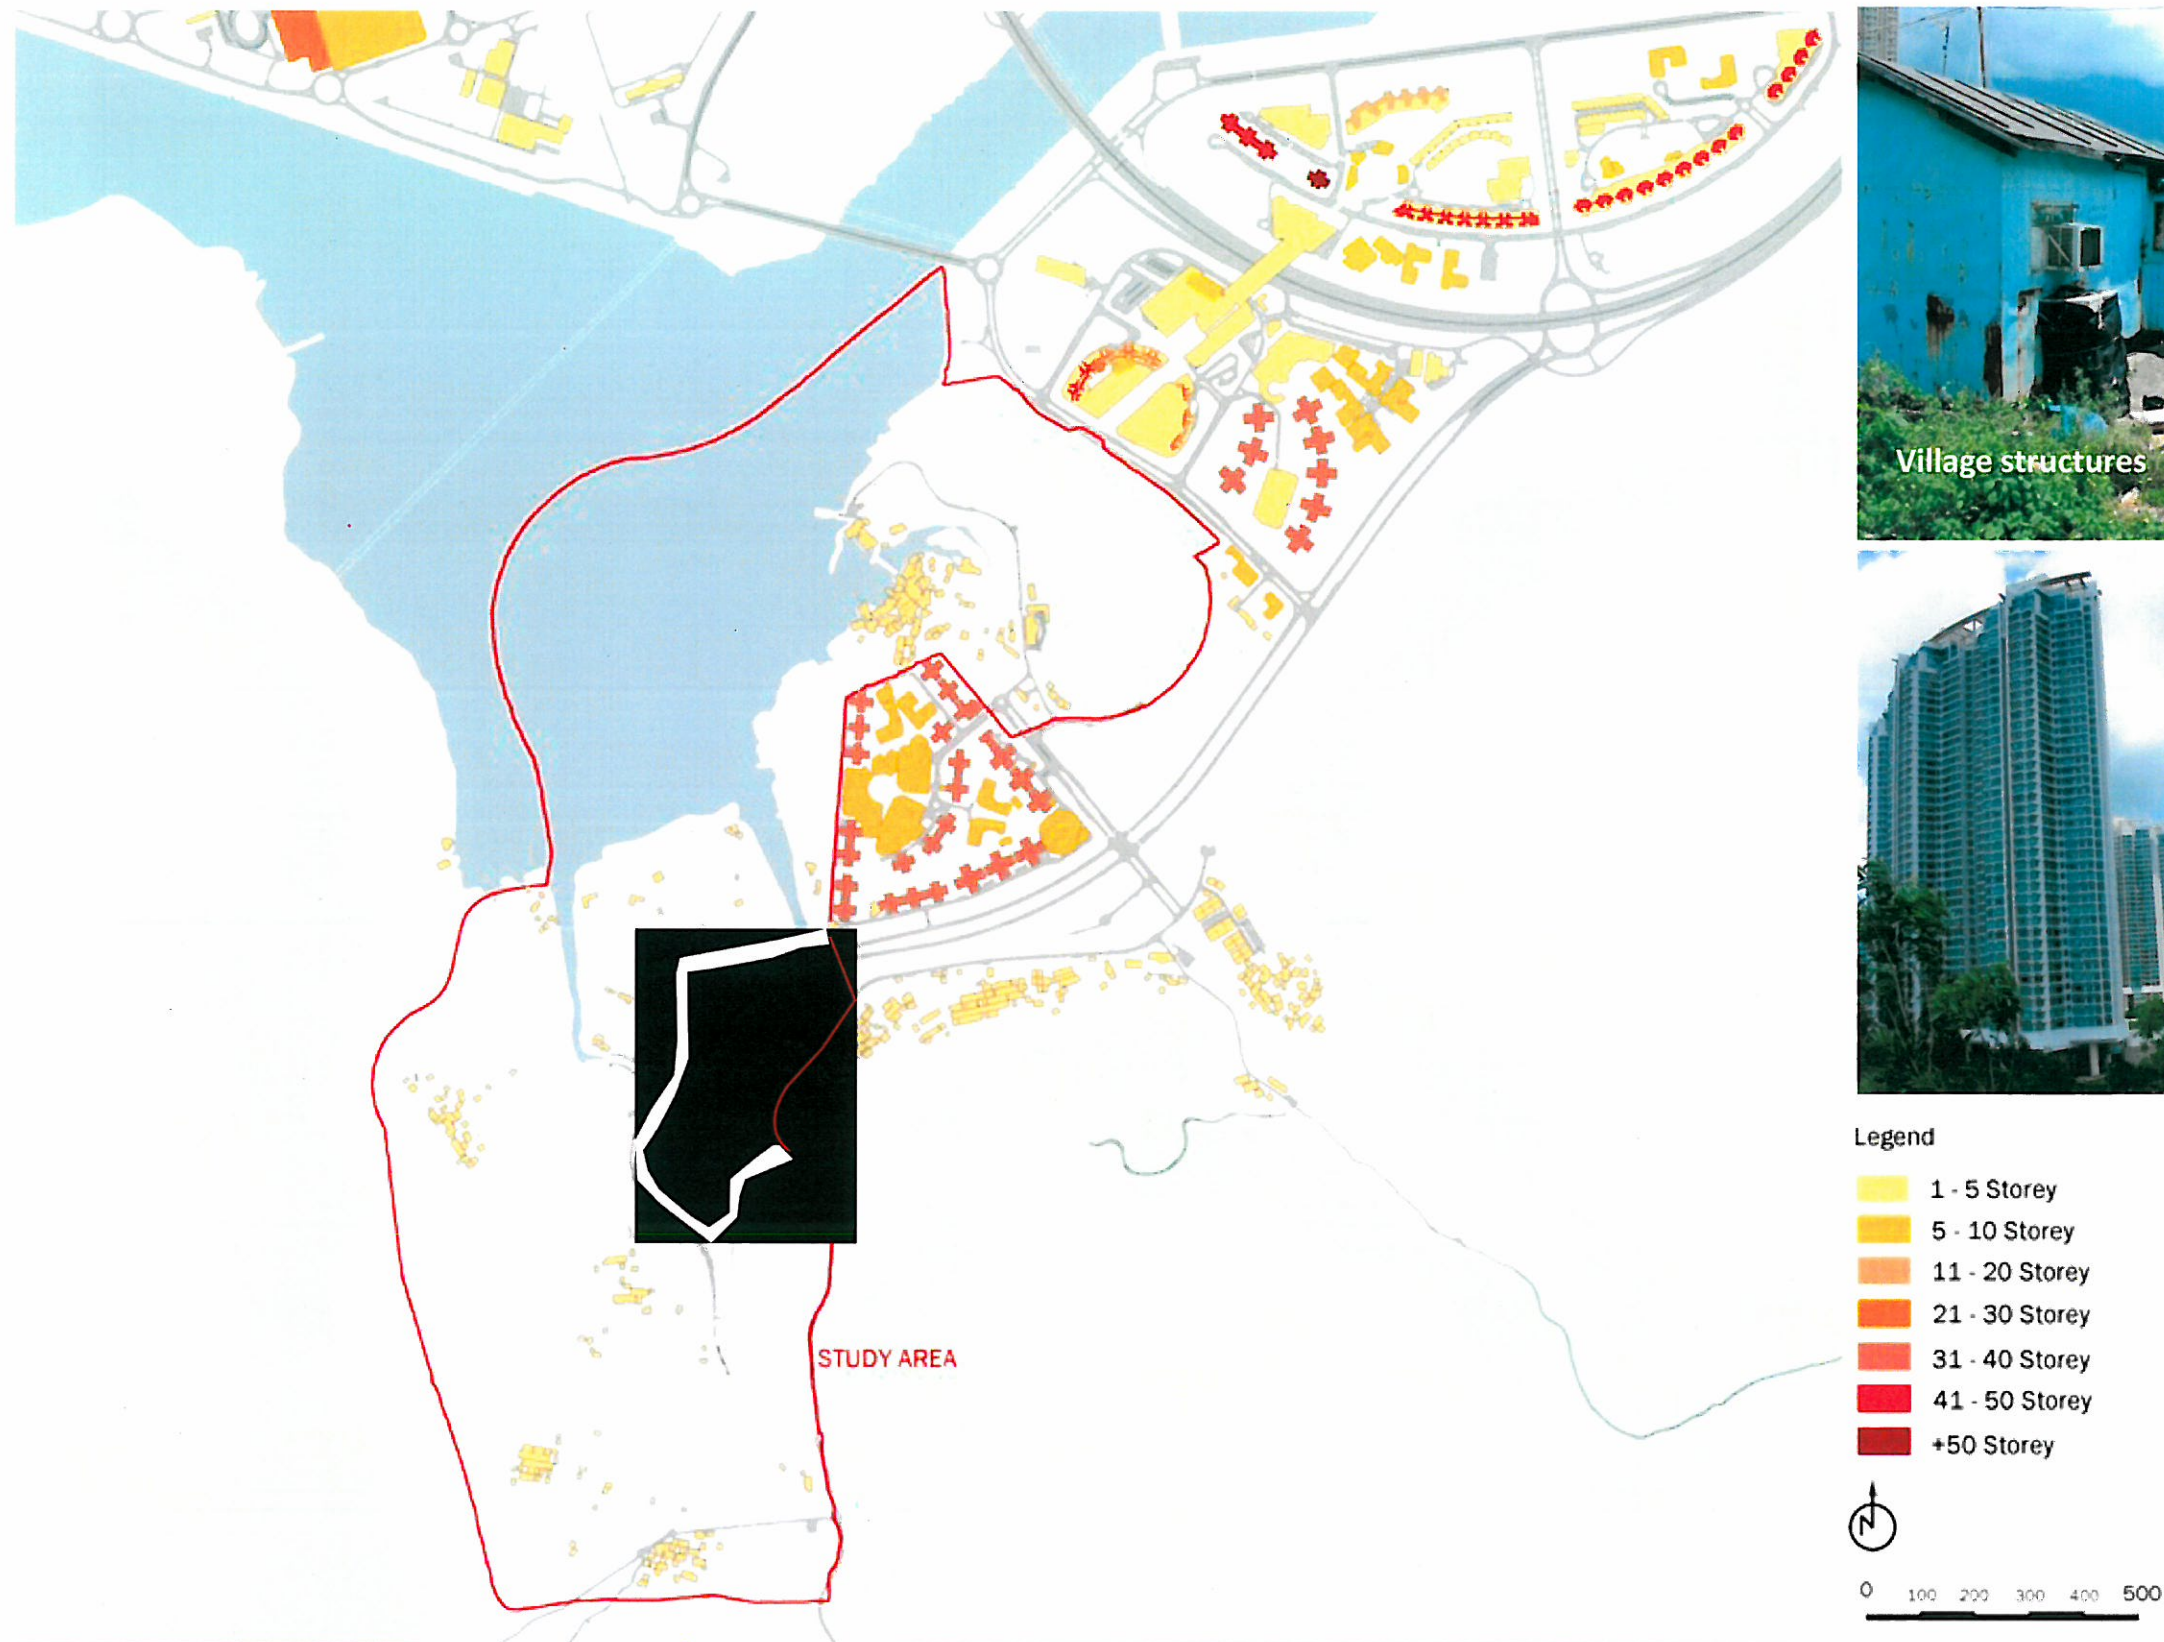 Village structures
STUDY AREA
Legend
1 - 5 Storey
5 - 10 Storey
11 - 20 Storey
21 - 30 Storey
31 - 40 Storey
41 - 50 Storey
+50 Storey
N
0 100 200 300 400 500